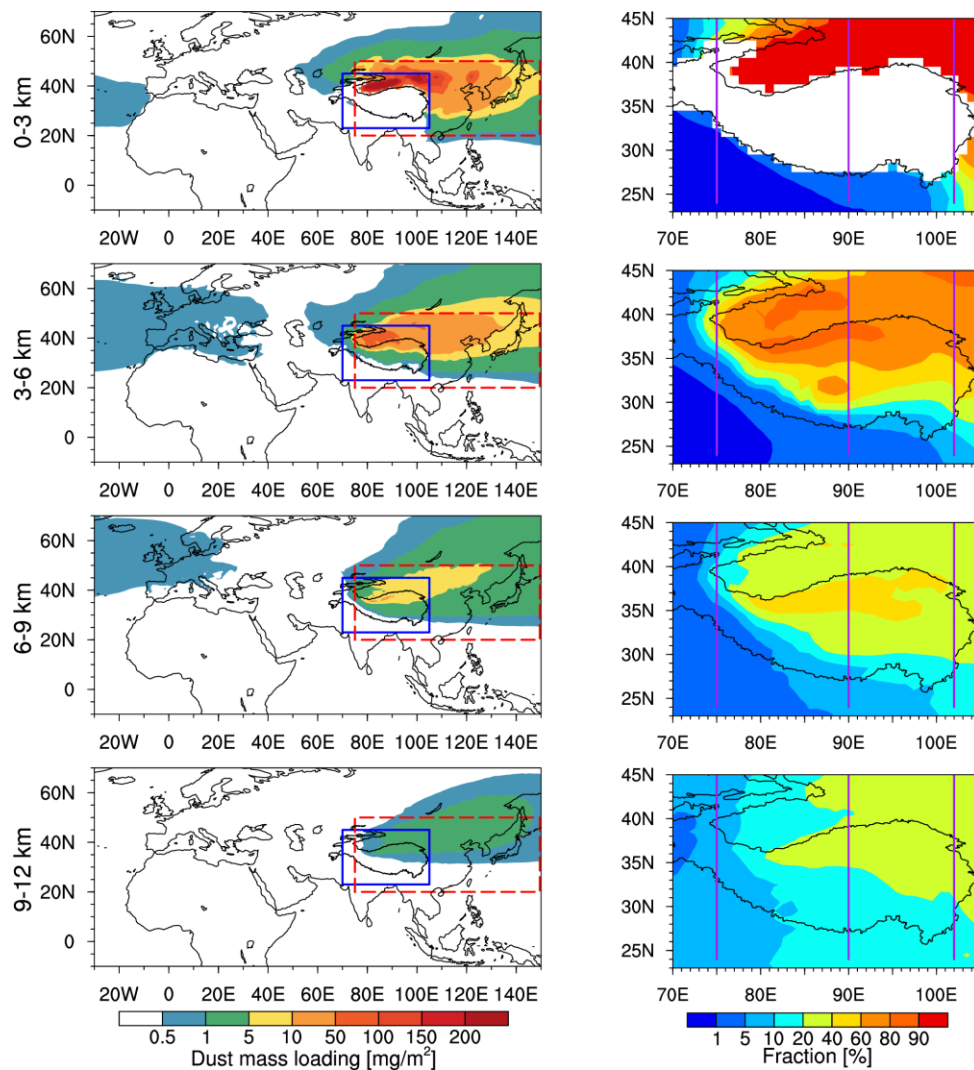 0-3 km
60N
40N
20N
0
20W 0 20E 40E 60E 80E 100E 120E 140E
45N
40N
35N
30N
25N
70E 80E 90E 100E
3-6 km
60N
40N
20N
0
20W 0 20E 40E 60E 80E 100E 120E 140E
45N
40N
35N
30N
25N
70E 80E 90E 100E
6-9 km
60N
40N
20N
0
20W 0 20E 40E 60E 80E 100E 120E 140E
45N
40N
35N
30N
25N
70E 80E 90E 100E
9-12 km
60N
40N
20N
0
20W 0 20E 40E 60E 80E 100E 120E 140E
45N
40N
35N
30N
25N
70E 80E 90E 100E
0.5 1 5 10 50 100 150 200
Dust mass loading [mg/m²]
1 5 10 20 40 60 80 90
Fraction [%]